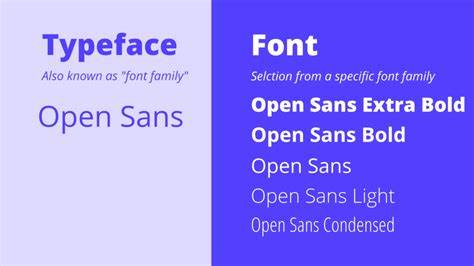 Typeface
Also known as "font family"
Open Sans
Font
Selction from a specific font family
Open Sans Extra Bold
Open Sans Bold
Open Sans
Open Sans Light
Open Sans Condensed